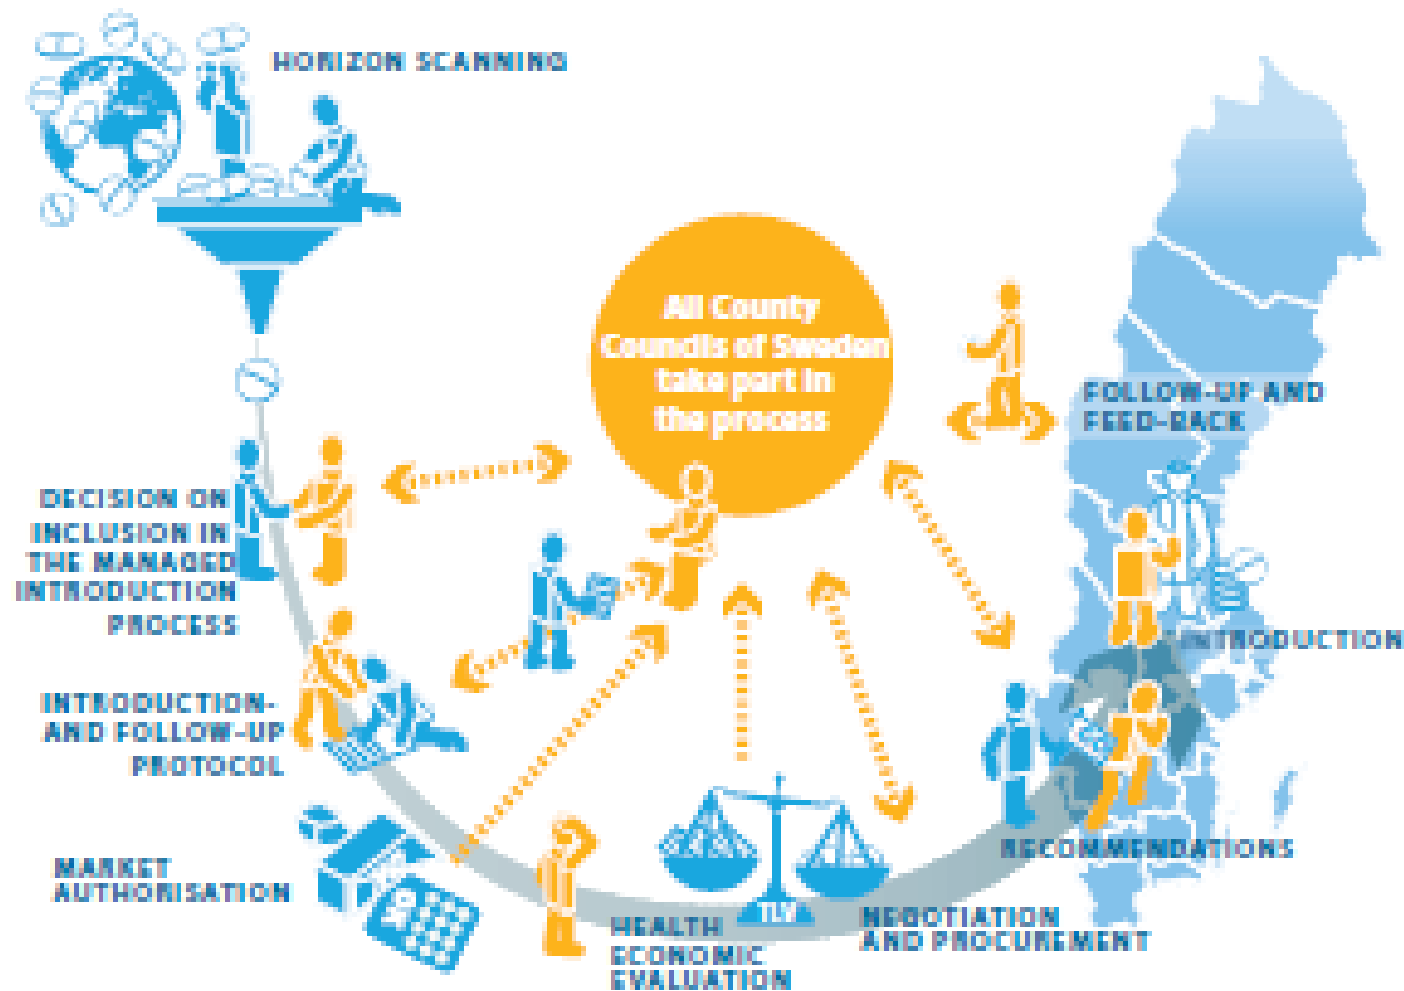 HORIZON SCANNING
All County
Councils of Sweden
take part in
the process
FOLLOW-UP AND
FEED-BACK
DECISION ON
INCLUSION IN
THE MANAGED
INTRODUCTION
PROCESS
INTRODUCTION
INTRODUCTION-
AND FOLLOW-UP
PROTOCOL
RECOMMENDATIONS
MARKET
AUTHORISATION
TLV
HEALTH
ECONOMIC
EVALUATION
NEGOTIATION
AND PROCUREMENT